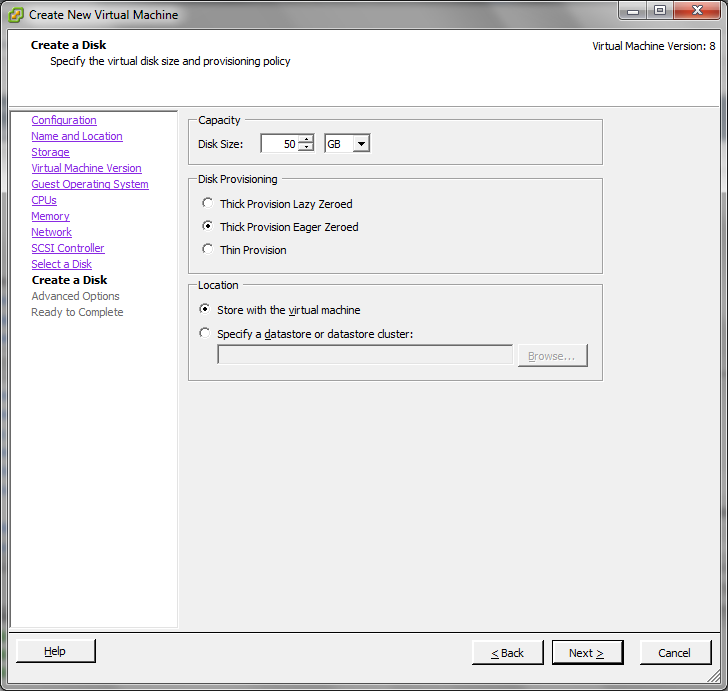 Create New Virtual Machine
Create a Disk
Specify the virtual disk size and provisioning policy
Virtual Machine Version: 8
Configuration
Name and Location
Storage
Virtual Machine Version
Guest Operating System
CPUs
Memory
Network
SCSI Controller
Select a Disk
Create a Disk
Advanced Options
Ready to Complete
Capacity
Disk Size: 50 GB
Disk Provisioning
Thick Provision Lazy Zeroed
Thick Provision Eager Zeroed
Thin Provision
Location
Store with the virtual machine
Specify a datastore or datastore cluster:
Browse...
Help
< Back
Next >
Cancel